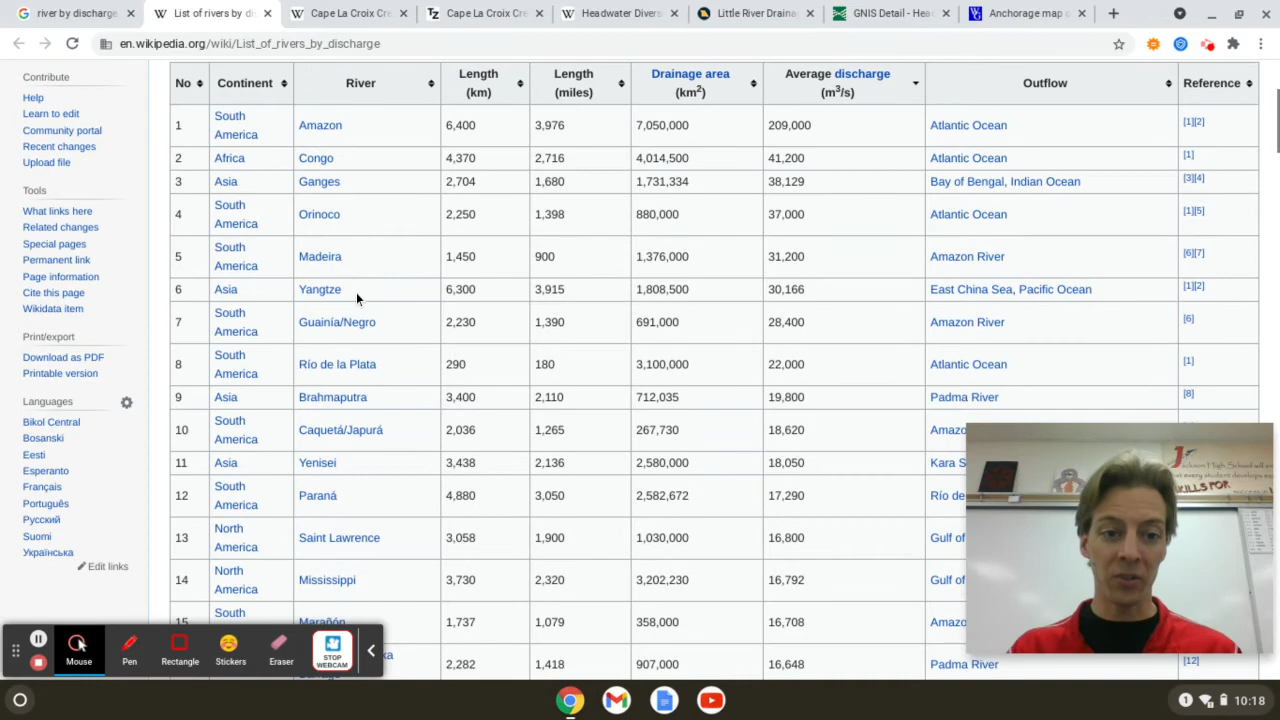 river by discharge
List of rivers by di
Cape La Croix Cre
Cape La Croix Cre
Headwater Divers
Little River Draina
GNIS Detail - Hea
Anchorage map o
en.wikipedia.org/wiki/List_of_rivers_by_discharge
Contribute
Help
Learn to edit
Community portal
Recent changes
Upload file
Tools
What links here
Related changes
Special pages
Permanent link
Page information
Cite this page
Wikidata item
Print/export
Download as PDF
Printable version
Languages
Bikol Central
Bosanski
Eesti
Esperanto
Français
Português
Русский
Suomi
Українська
Edit links
No Continent River Length (km) Length (miles) Drainage area (km²) Average discharge (m³/s) Outflow Reference
1 South America Amazon 6,400 3,976 7,050,000 209,000 Atlantic Ocean [1][2]
2 Africa Congo 4,370 2,716 4,014,500 41,200 Atlantic Ocean [1]
3 Asia Ganges 2,704 1,680 1,731,334 38,129 Bay of Bengal, Indian Ocean [3][4]
4 South America Orinoco 2,250 1,398 880,000 37,000 Atlantic Ocean [1][5]
5 South America Madeira 1,450 900 1,376,000 31,200 Amazon River [6][7]
6 Asia Yangtze 6,300 3,915 1,808,500 30,166 East China Sea, Pacific Ocean [1][2]
7 South America Guainía/Negro 2,230 1,390 691,000 28,400 Amazon River [6]
8 South America Río de la Plata 290 180 3,100,000 22,000 Atlantic Ocean [1]
9 Asia Brahmaputra 3,400 2,110 712,035 19,800 Padma River [8]
10 South America Caquetá/Japurá 2,036 1,265 267,730 18,620 Amazo
11 Asia Yenisei 3,438 2,136 2,580,000 18,050 Kara S
12 South America Paraná 4,880 3,050 2,582,672 17,290 Río de
13 North America Saint Lawrence 3,058 1,900 1,030,000 16,800 Gulf of
14 North America Mississippi 3,730 2,320 3,202,230 16,792 Gulf of
15 South Marañón 1,737 1,079 358,000 16,708 Amazo
ka 2,282 1,418 907,000 16,648 Padma River [12]
Mouse
Pen
Rectangle
Stickers
Eraser
STOP WEBCAM
Jackson High School
SKILLS FOR
1
10:18